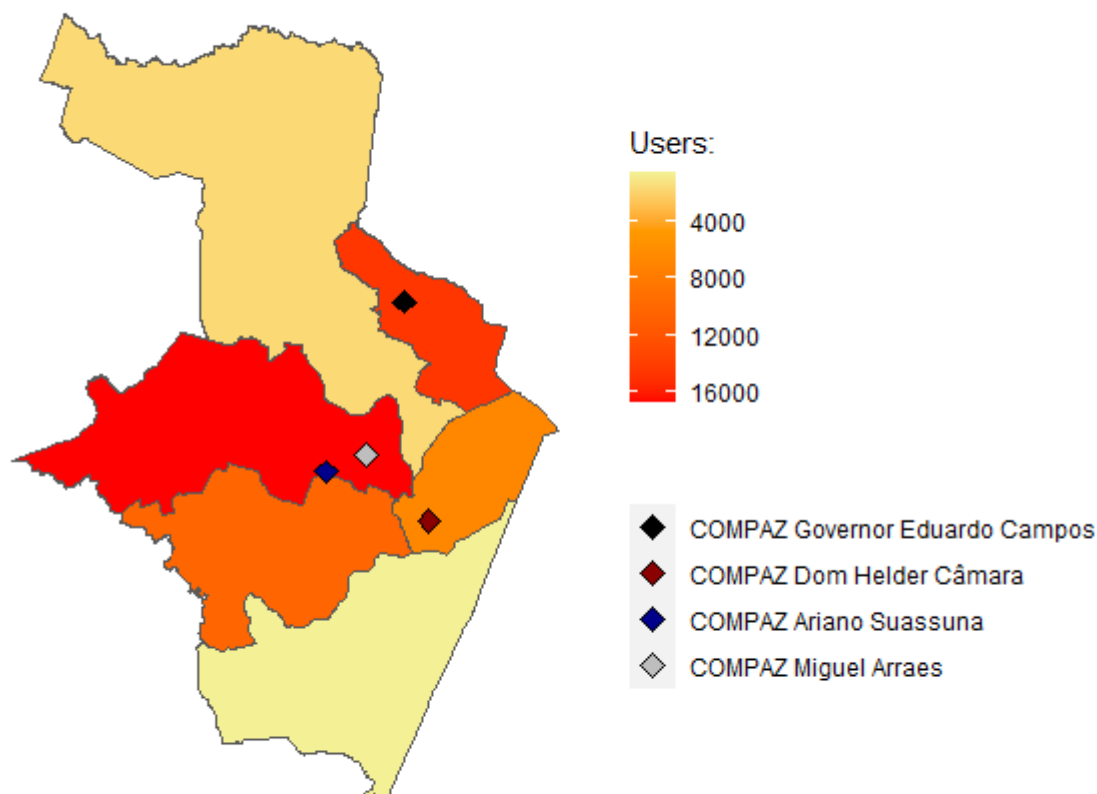 Users:
4000
8000
12000
16000
COMPAZ Governor Eduardo Campos
COMPAZ Dom Helder Câmara
COMPAZ Ariano Suassuna
COMPAZ Miguel Arraes